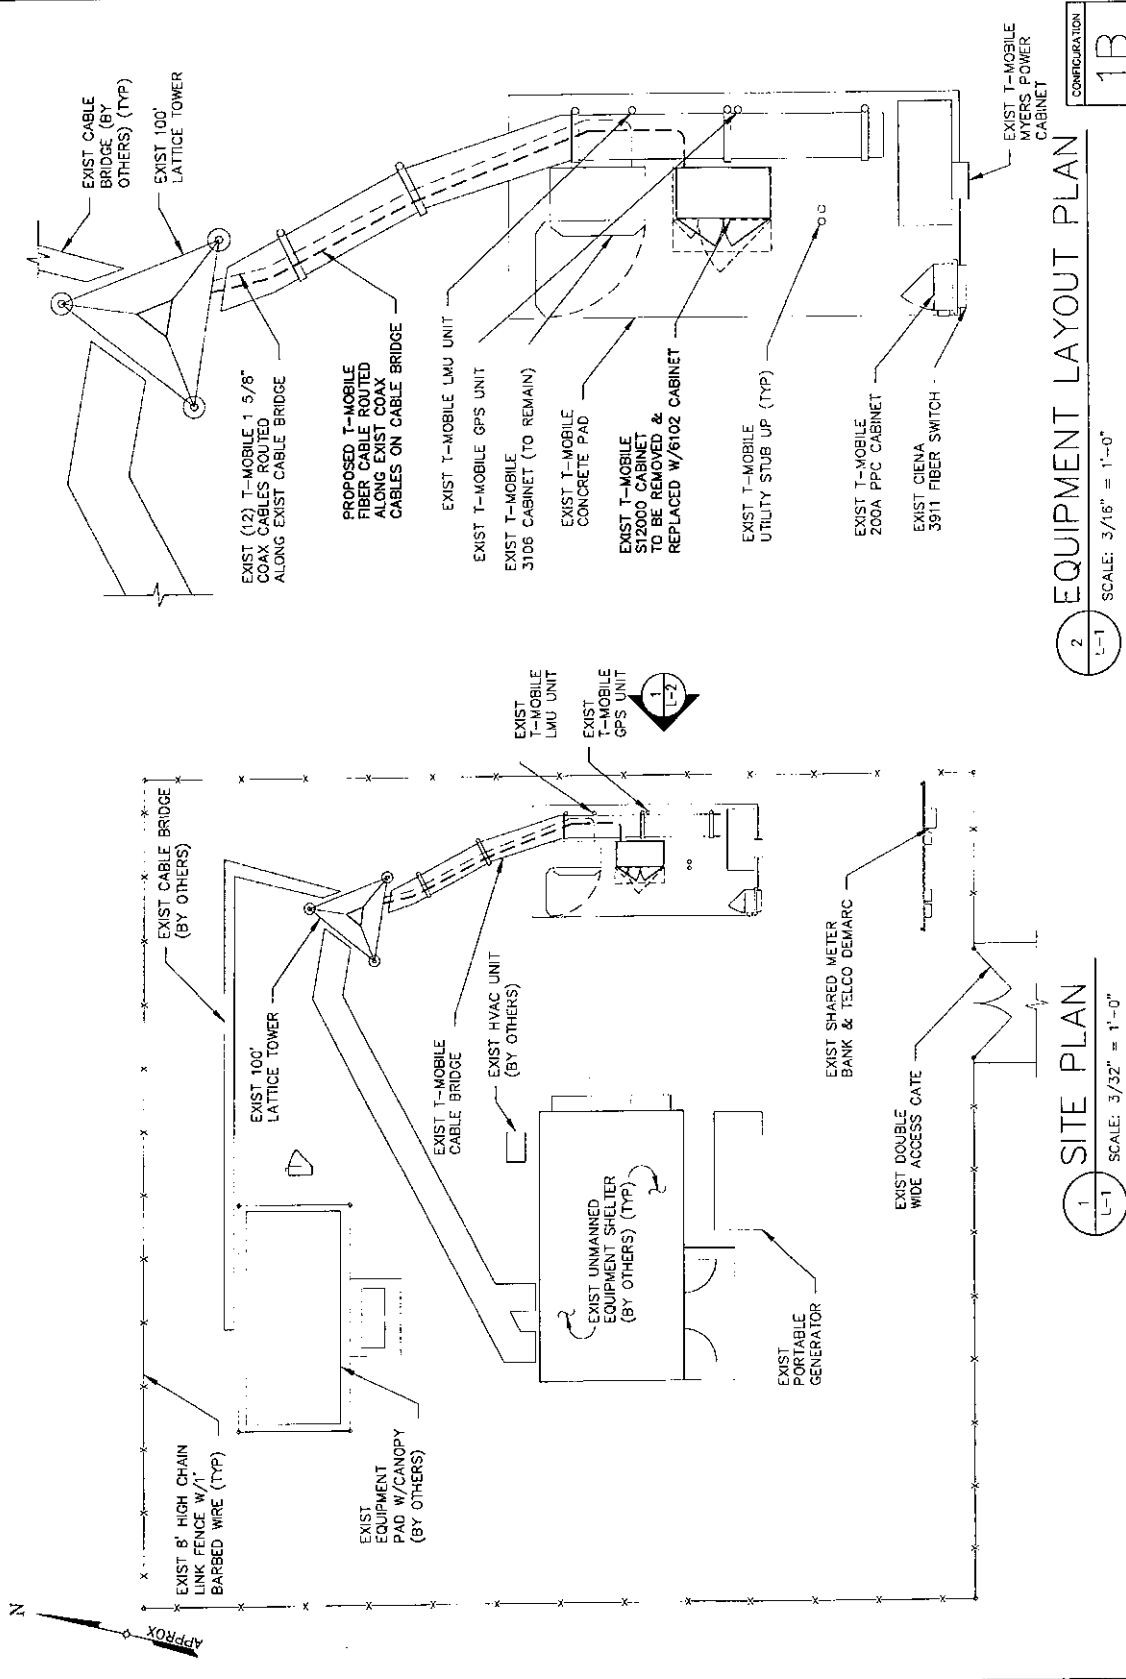 N
APPROX
EXIST 8' HIGH CHAIN
LINK FENCE W/1'
BARBED WIRE (TYP)
EXIST
EQUIPMENT
PAD W/CANOPY
(BY OTHERS)
EXIST CABLE BRIDGE
(BY OTHERS)
EXIST 100'
LATTICE TOWER
EXIST T-MOBILE
CABLE BRIDGE
EXIST HVAC UNIT
(BY OTHERS)
EXIST UNMANNED
EQUIPMENT SHELTER
(BY OTHERS) (TYP)
EXIST
PORTABLE
GENERATOR
EXIST
T-MOBILE
LMU UNIT
EXIST
T-MOBILE
GPS UNIT
1
L-2
EXIST SHARED METER
BANK & TELCO DEMARC
EXIST DOUBLE
WIDE ACCESS GATE
1
L-1
SITE PLAN
SCALE: 3/32" = 1'-0"
EXIST CABLE
BRIDGE (BY
OTHERS) (TYP)
EXIST 100'
LATTICE TOWER
EXIST (12) T-MOBILE 1 5/8"
COAX CABLES ROUTED
ALONG EXIST CABLE BRIDGE
PROPOSED T-MOBILE
FIBER CABLE ROUTED
ALONG EXIST COAX
CABLES ON CABLE BRIDGE
EXIST T-MOBILE LMU UNIT
EXIST T-MOBILE GPS UNIT
EXIST T-MOBILE
3106 CABINET (TO REMAIN)
EXIST T-MOBILE
CONCRETE PAD
EXIST T-MOBILE
S12000 CABINET
TO BE REMOVED &
REPLACED W/6102 CABINET
EXIST T-MOBILE
UTILITY STUB UP (TYP)
EXIST T-MOBILE
200A PPC CABINET
EXIST CIENA
3911 FIBER SWITCH
EXIST T-MOBILE
MYERS POWER
CABINET
2
L-1
EQUIPMENT LAYOUT PLAN
SCALE: 3/16" = 1'-0"
CONFIGURATION
1B